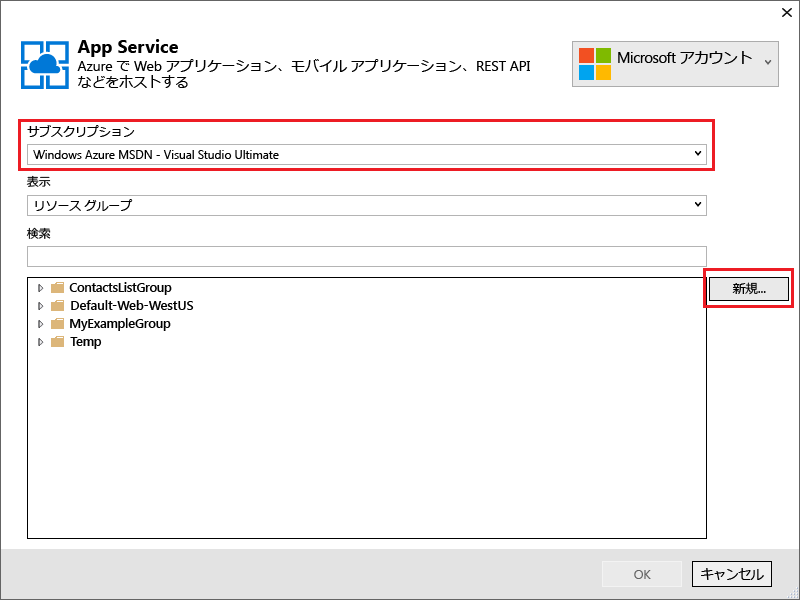 App Service
Azure で Web アプリケーション、モバイル アプリケーション、REST API
などをホストする
Microsoft アカウント
サブスクリプション
Windows Azure MSDN - Visual Studio Ultimate
表示
リソース グループ
検索
ContactsListGroup
新規...
Default-Web-WestUS
MyExampleGroup
Temp
OK
キャンセル